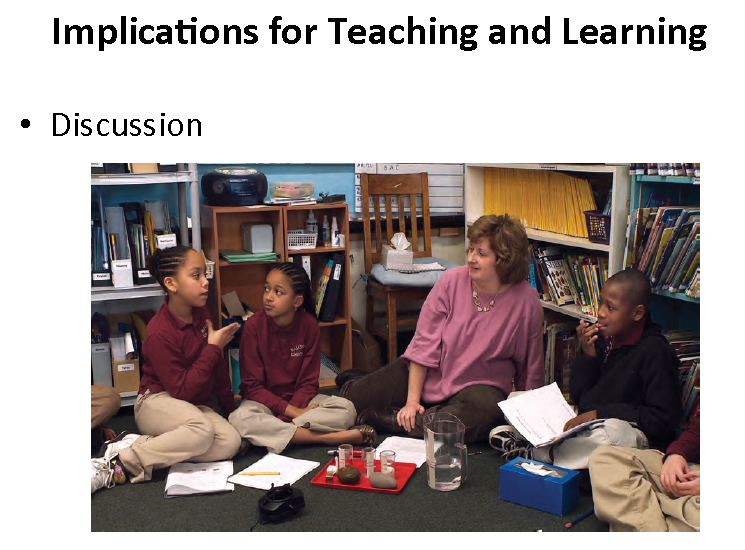 Implications for Teaching and Learning
• Discussion